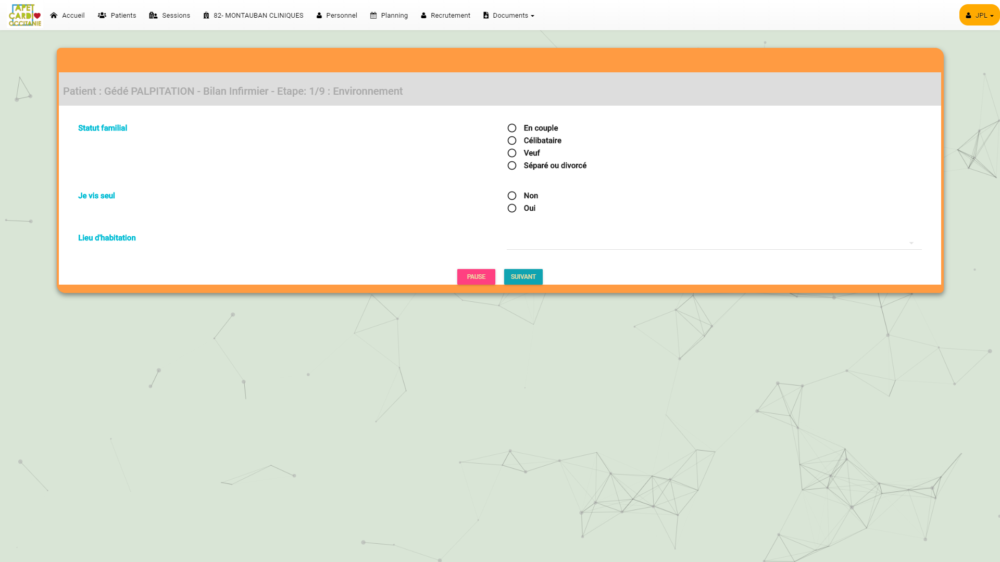 APET
CARDI
OCCITANIE
Accueil
Patients
Sessions
82- MONTAUBAN CLINIQUES
Personnel
Planning
Recrutement
Documents
JPL
Patient : Gédé PALPITATION - Bilan Infirmier - Etape: 1/9 : Environnement
Statut familial
En couple
Célibataire
Veuf
Séparé ou divorcé
Je vis seul
Non
Oui
Lieu d'habitation
PAUSE
SUIVANT